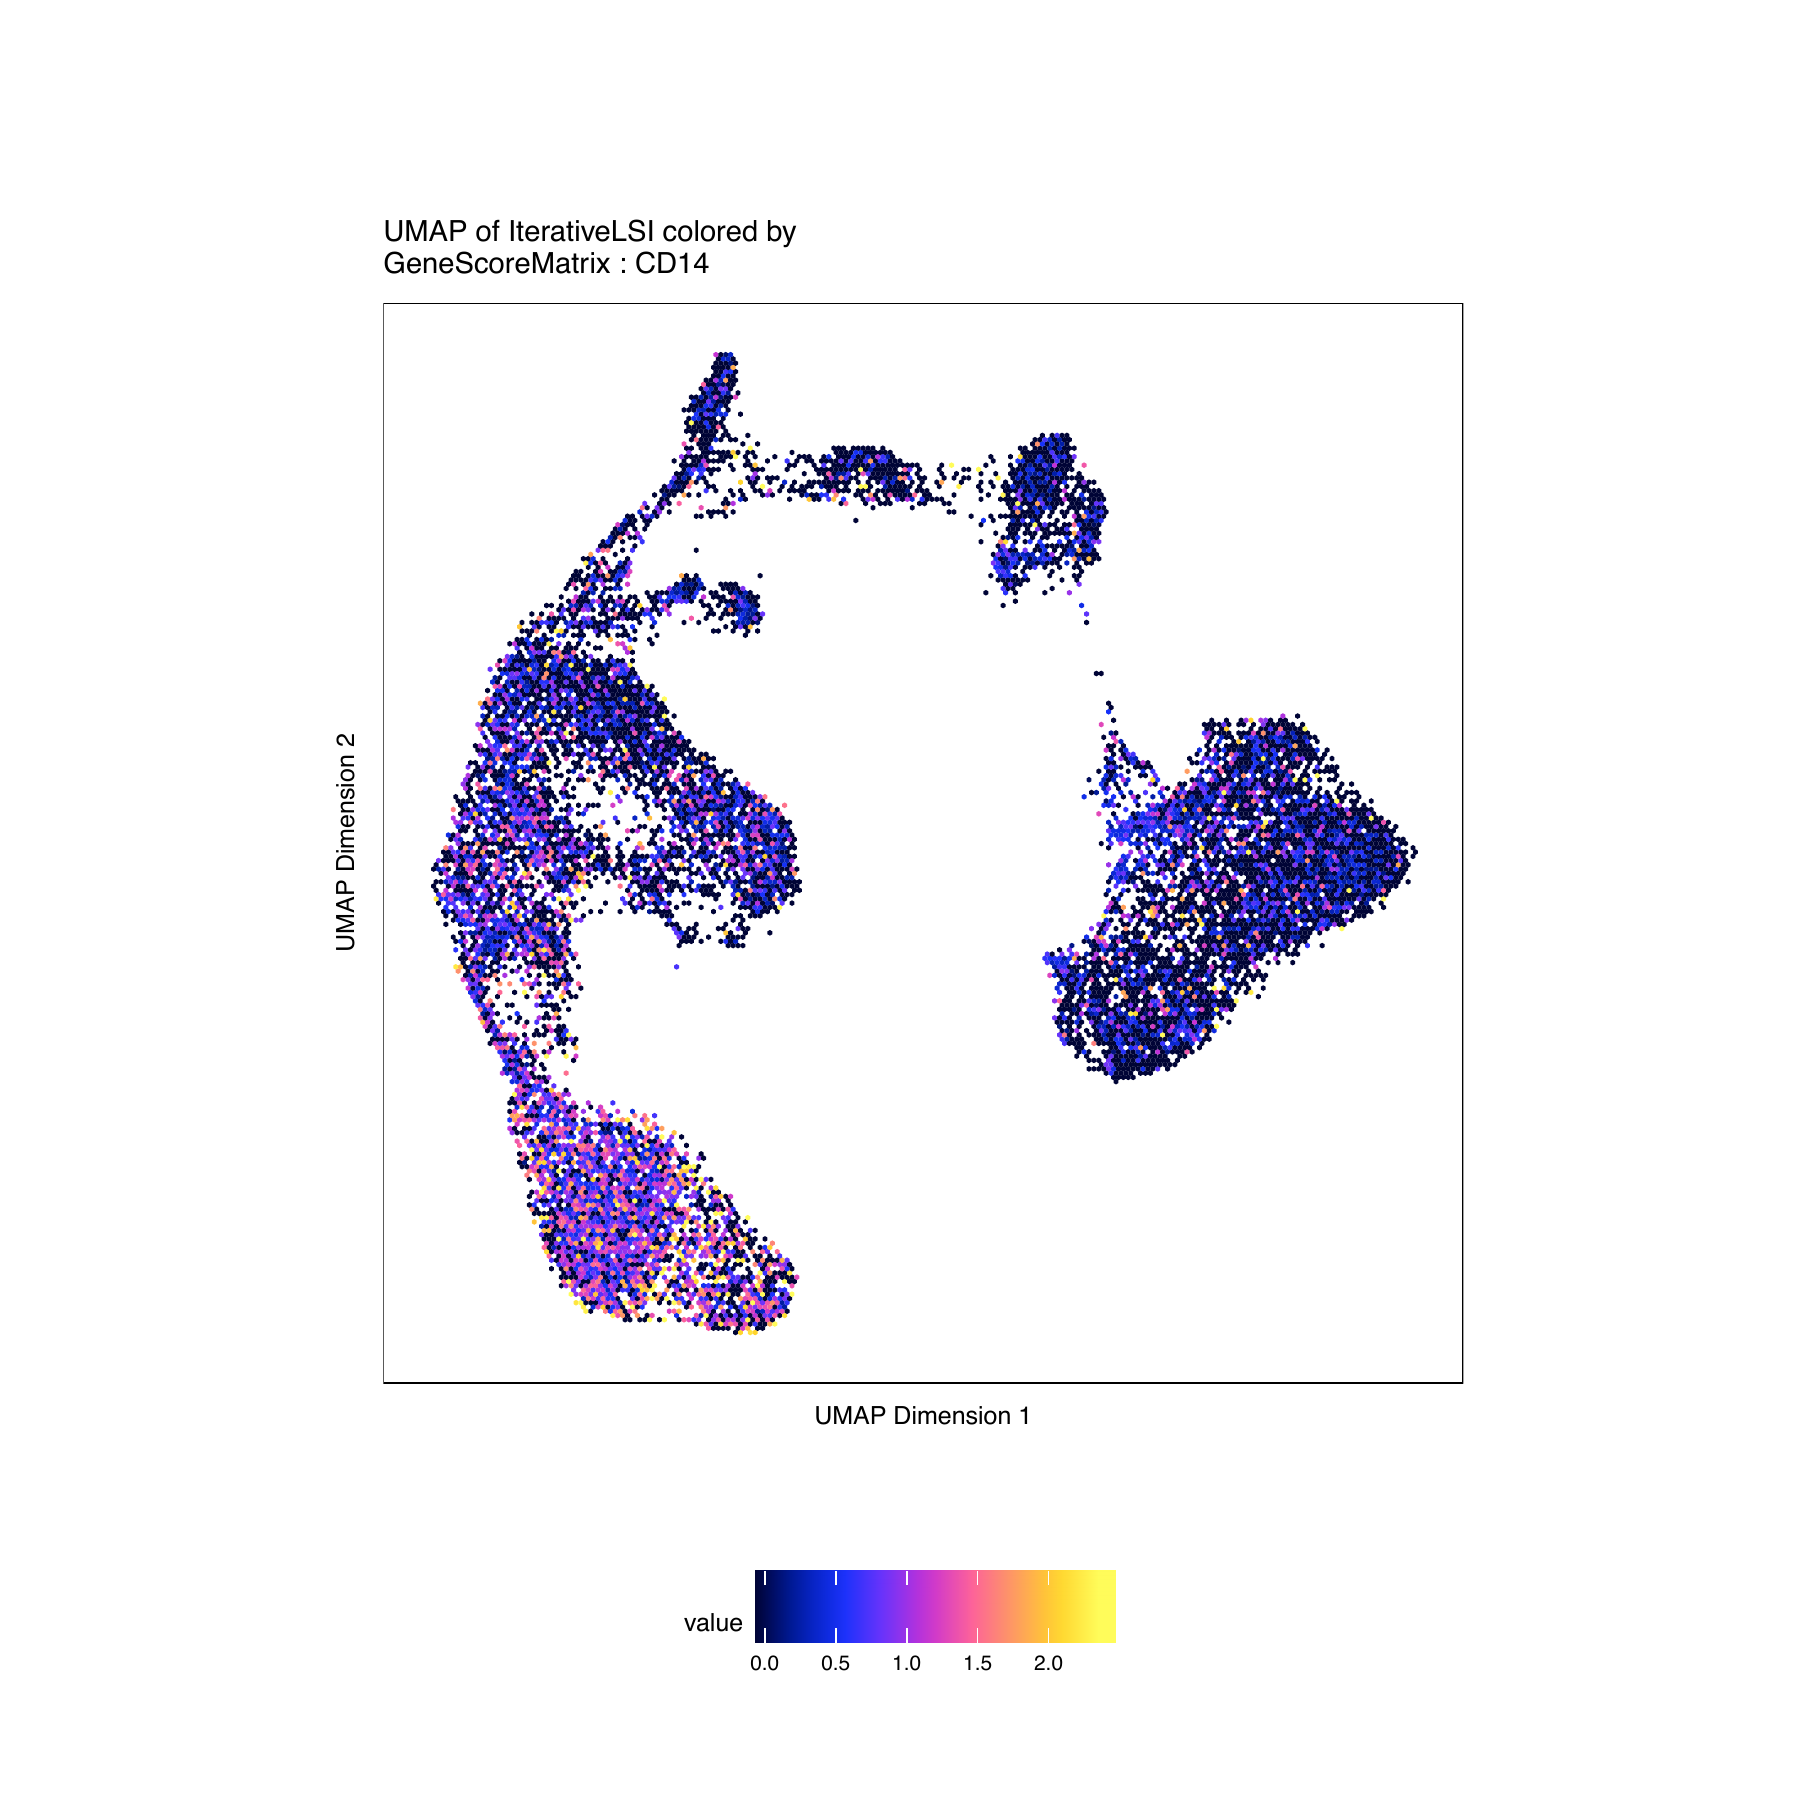 UMAP of IterativeLSI colored by
GeneScoreMatrix : CD14
UMAP Dimension 2
UMAP Dimension 1
value
0.0 0.5 1.0 1.5 2.0